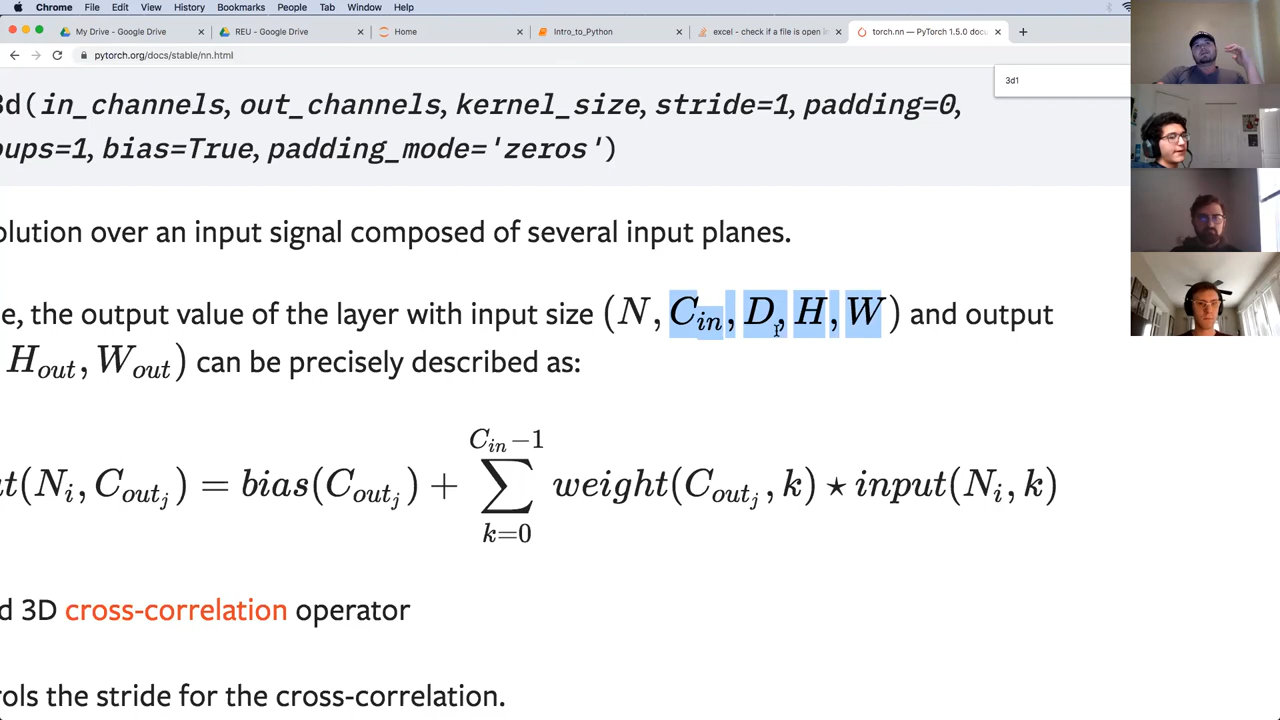 Chrome File Edit View History Bookmarks People Tab Window Help
My Drive - Google Drive × REU - Google Drive × Home × Intro_to_Python × excel - check if a file is open i × torch.nn — PyTorch 1.5.0 docu × +
pytorch.org/docs/stable/nn.html
3d1
3d(in_channels, out_channels, kernel_size, stride=1, padding=0,
oups=1, bias=True, padding_mode='zeros')
olution over an input signal composed of several input planes.
e, the output value of the layer with input size (N, C_in, D, H, W) and output
H_out, W_out) can be precisely described as:
ut(N_i, C_out_j) = bias(C_out_j) + ∑_{k=0}^{C_in−1} weight(C_out_j, k) ⋆ input(N_i, k)
d 3D cross-correlation operator
rols the stride for the cross-correlation.